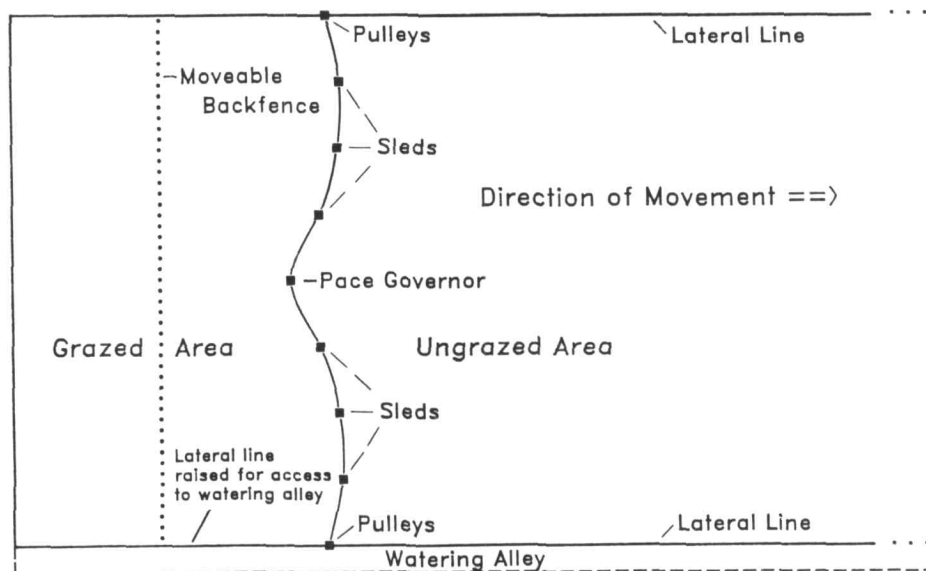 Pulleys
Lateral Line
Moveable
Backfence
Sleds
Direction of Movement ==>
Pace Governor
Grazed Area
Ungrazed Area
Sleds
Lateral line
raised for access
to watering alley
Pulleys
Lateral Line
Watering Alley